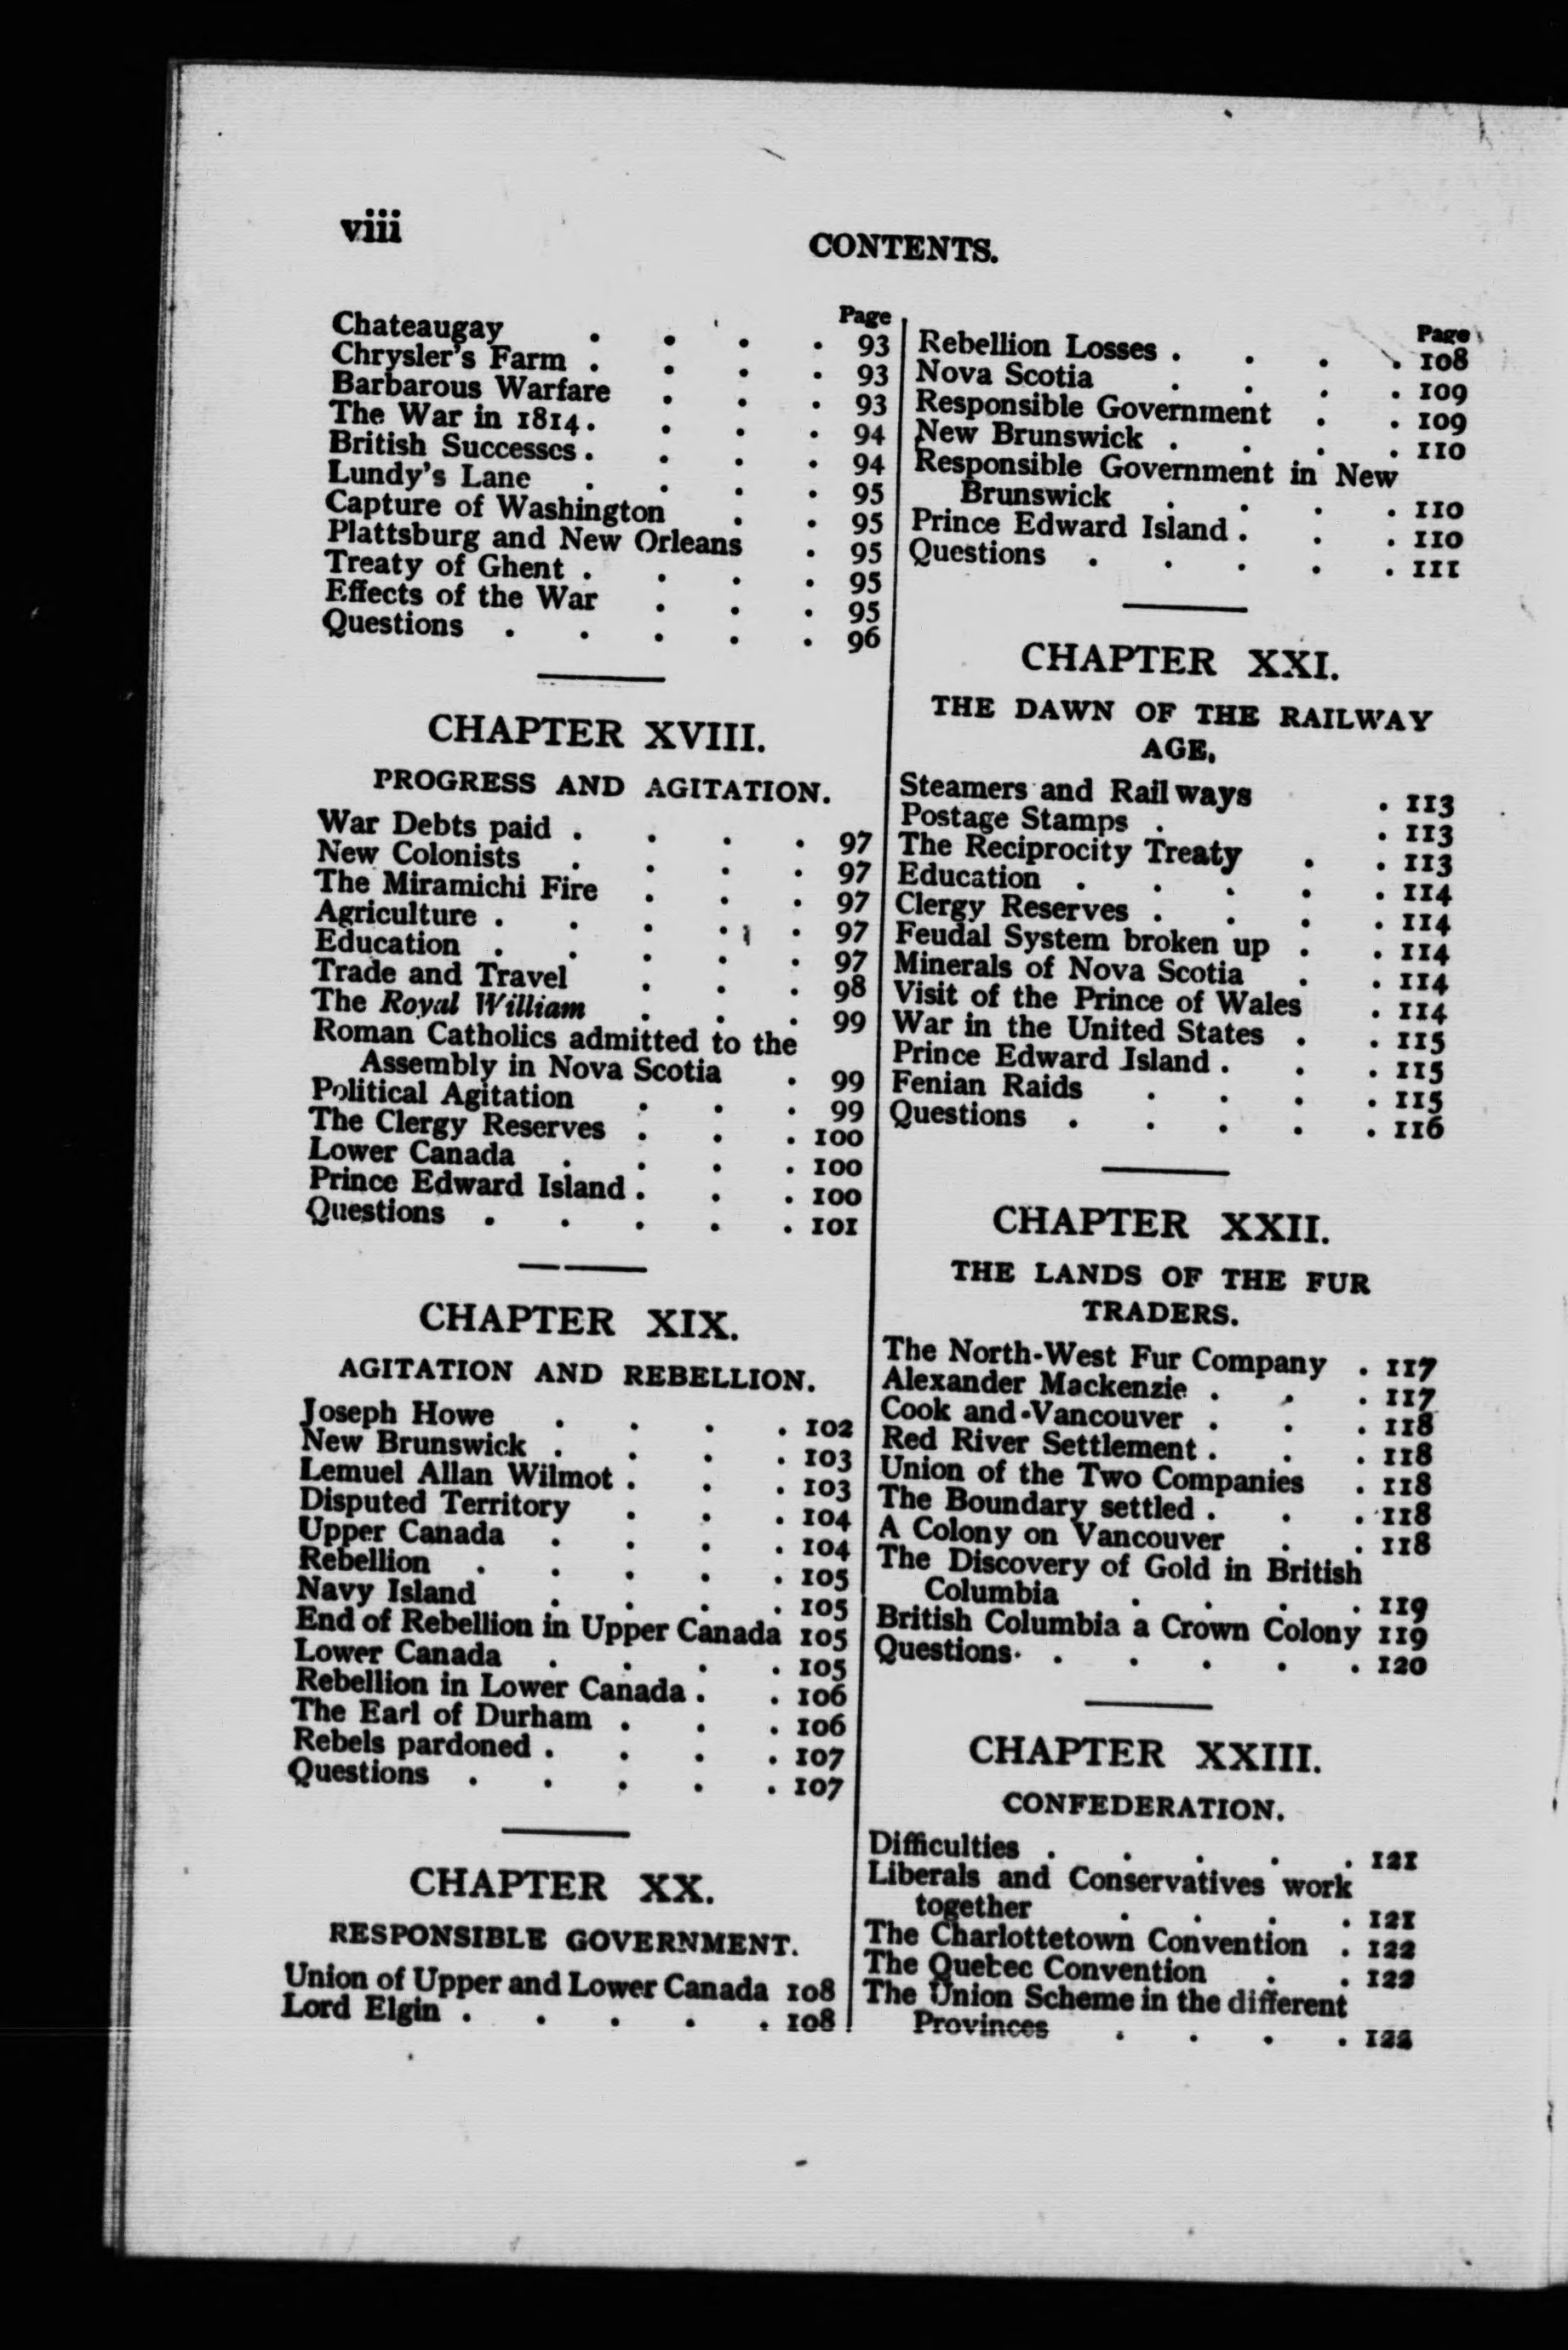 viii
CONTENTS.
Page
Chateaugay . . . . 93
Chrysler's Farm . . . . 93
Barbarous Warfare . . . 93
The War in 1814 . . . . 94
British Successes . . . . 94
Lundy's Lane . . . . 95
Capture of Washington . . 95
Plattsburg and New Orleans . 95
Treaty of Ghent . . . . 95
Effects of the War . . . 95
Questions . . . . . 96
CHAPTER XVIII.
PROGRESS AND AGITATION.
War Debts paid . . . . 97
New Colonists . . . . 97
The Miramichi Fire . . . 97
Agriculture . . . . . 97
Education . . . . . 97
Trade and Travel . . . 98
The Royal William . . . 99
Roman Catholics admitted to the
Assembly in Nova Scotia . 99
Political Agitation . . . 99
The Clergy Reserves . . . 100
Lower Canada . . . . 100
Prince Edward Island . . . 100
Questions . . . . . 101
CHAPTER XIX.
AGITATION AND REBELLION.
Joseph Howe . . . . 102
New Brunswick . . . . 103
Lemuel Allan Wilmot . . . 103
Disputed Territory . . . 104
Upper Canada . . . . 104
Rebellion . . . . . 105
Navy Island . . . . 105
End of Rebellion in Upper Canada 105
Lower Canada . . . . 105
Rebellion in Lower Canada . . 106
The Earl of Durham . . . 106
Rebels pardoned . . . . 107
Questions . . . . . 107
CHAPTER XX.
RESPONSIBLE GOVERNMENT.
Union of Upper and Lower Canada 108
Lord Elgin . . . . . 108
Page
Rebellion Losses . . . . 108
Nova Scotia . . . . 109
Responsible Government . . 109
New Brunswick . . . . 110
Responsible Government in New
Brunswick . . . . 110
Prince Edward Island . . . 110
Questions . . . . . 111
CHAPTER XXI.
THE DAWN OF THE RAILWAY
AGE.
Steamers and Railways . 113
Postage Stamps . . 113
The Reciprocity Treaty . . 113
Education . . . . . 114
Clergy Reserves . . . . 114
Feudal System broken up . . 114
Minerals of Nova Scotia . . 114
Visit of the Prince of Wales . 114
War in the United States . . 115
Prince Edward Island . . . 115
Fenian Raids . . . . 115
Questions . . . . . 116
CHAPTER XXII.
THE LANDS OF THE FUR
TRADERS.
The North-West Fur Company . 117
Alexander Mackenzie . . . 117
Cook and Vancouver . . . 118
Red River Settlement . . . 118
Union of the Two Companies . 118
The Boundary settled . . . 118
A Colony on Vancouver . . 118
The Discovery of Gold in British
Columbia . . . . 119
British Columbia a Crown Colony 119
Questions . . . . . 120
CHAPTER XXIII.
CONFEDERATION.
Difficulties . . . . . 121
Liberals and Conservatives work
together . . . . 121
The Charlottetown Convention . 122
The Quebec Convention . . 122
The Union Scheme in the different
Provinces . . . . 122